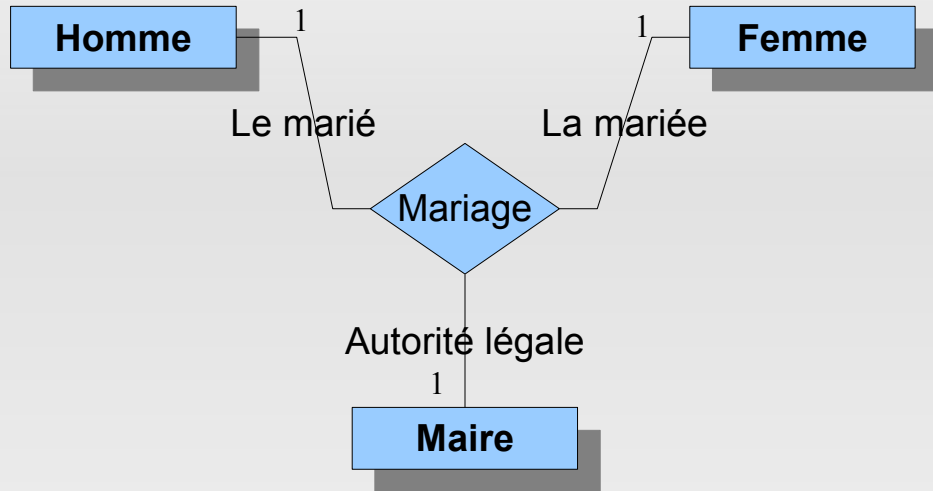 1
1
Homme
Femme
Le marié
La mariée
Mariage
Autorité légale
1
Maire